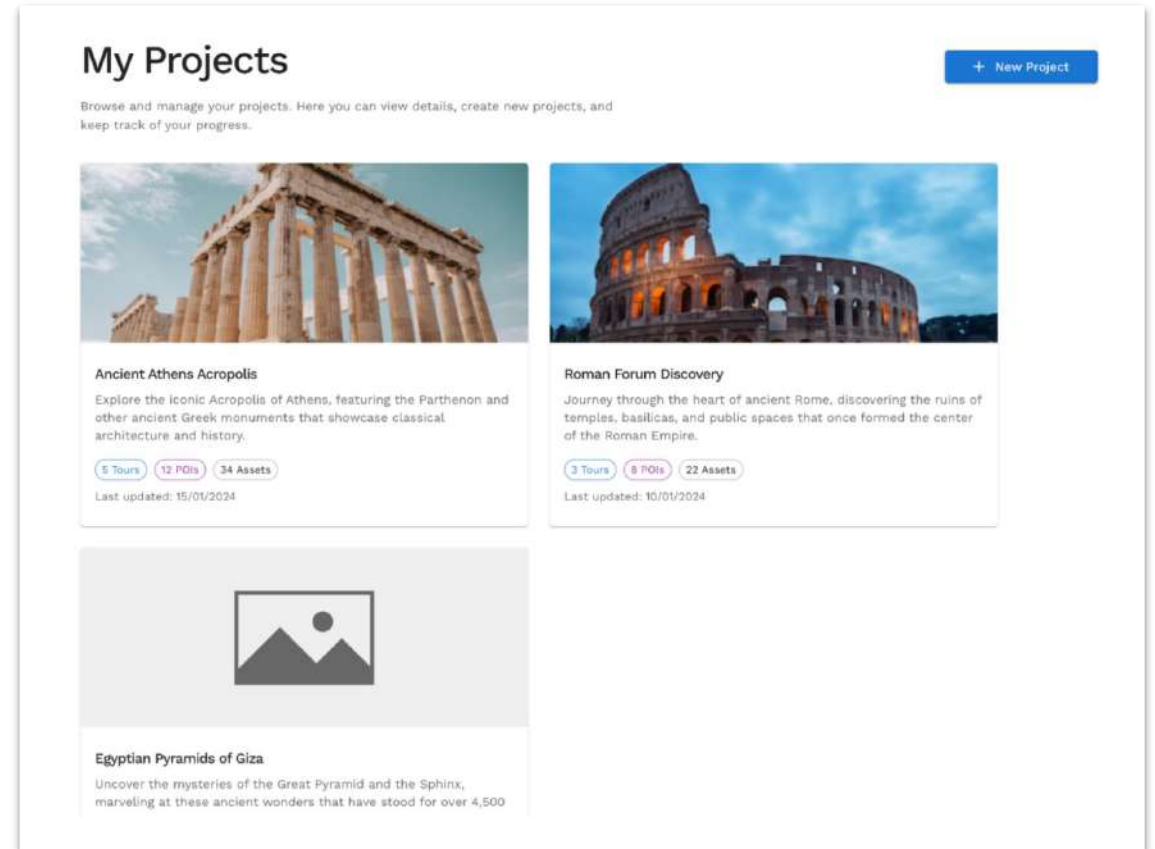 My Projects
+ New Project
Browse and manage your projects. Here you can view details, create new projects, and
keep track of your progress.
Ancient Athens Acropolis
Explore the iconic Acropolis of Athens, featuring the Parthenon and
other ancient Greek monuments that showcase classical
architecture and history.
5 Tours 12 POIs 34 Assets
Last updated: 15/01/2024
Roman Forum Discovery
Journey through the heart of ancient Rome, discovering the ruins of
temples, basilicas, and public spaces that once formed the center
of the Roman Empire.
3 Tours 8 POIs 22 Assets
Last updated: 10/01/2024
Egyptian Pyramids of Giza
Uncover the mysteries of the Great Pyramid and the Sphinx,
marveling at these ancient wonders that have stood for over 4,500